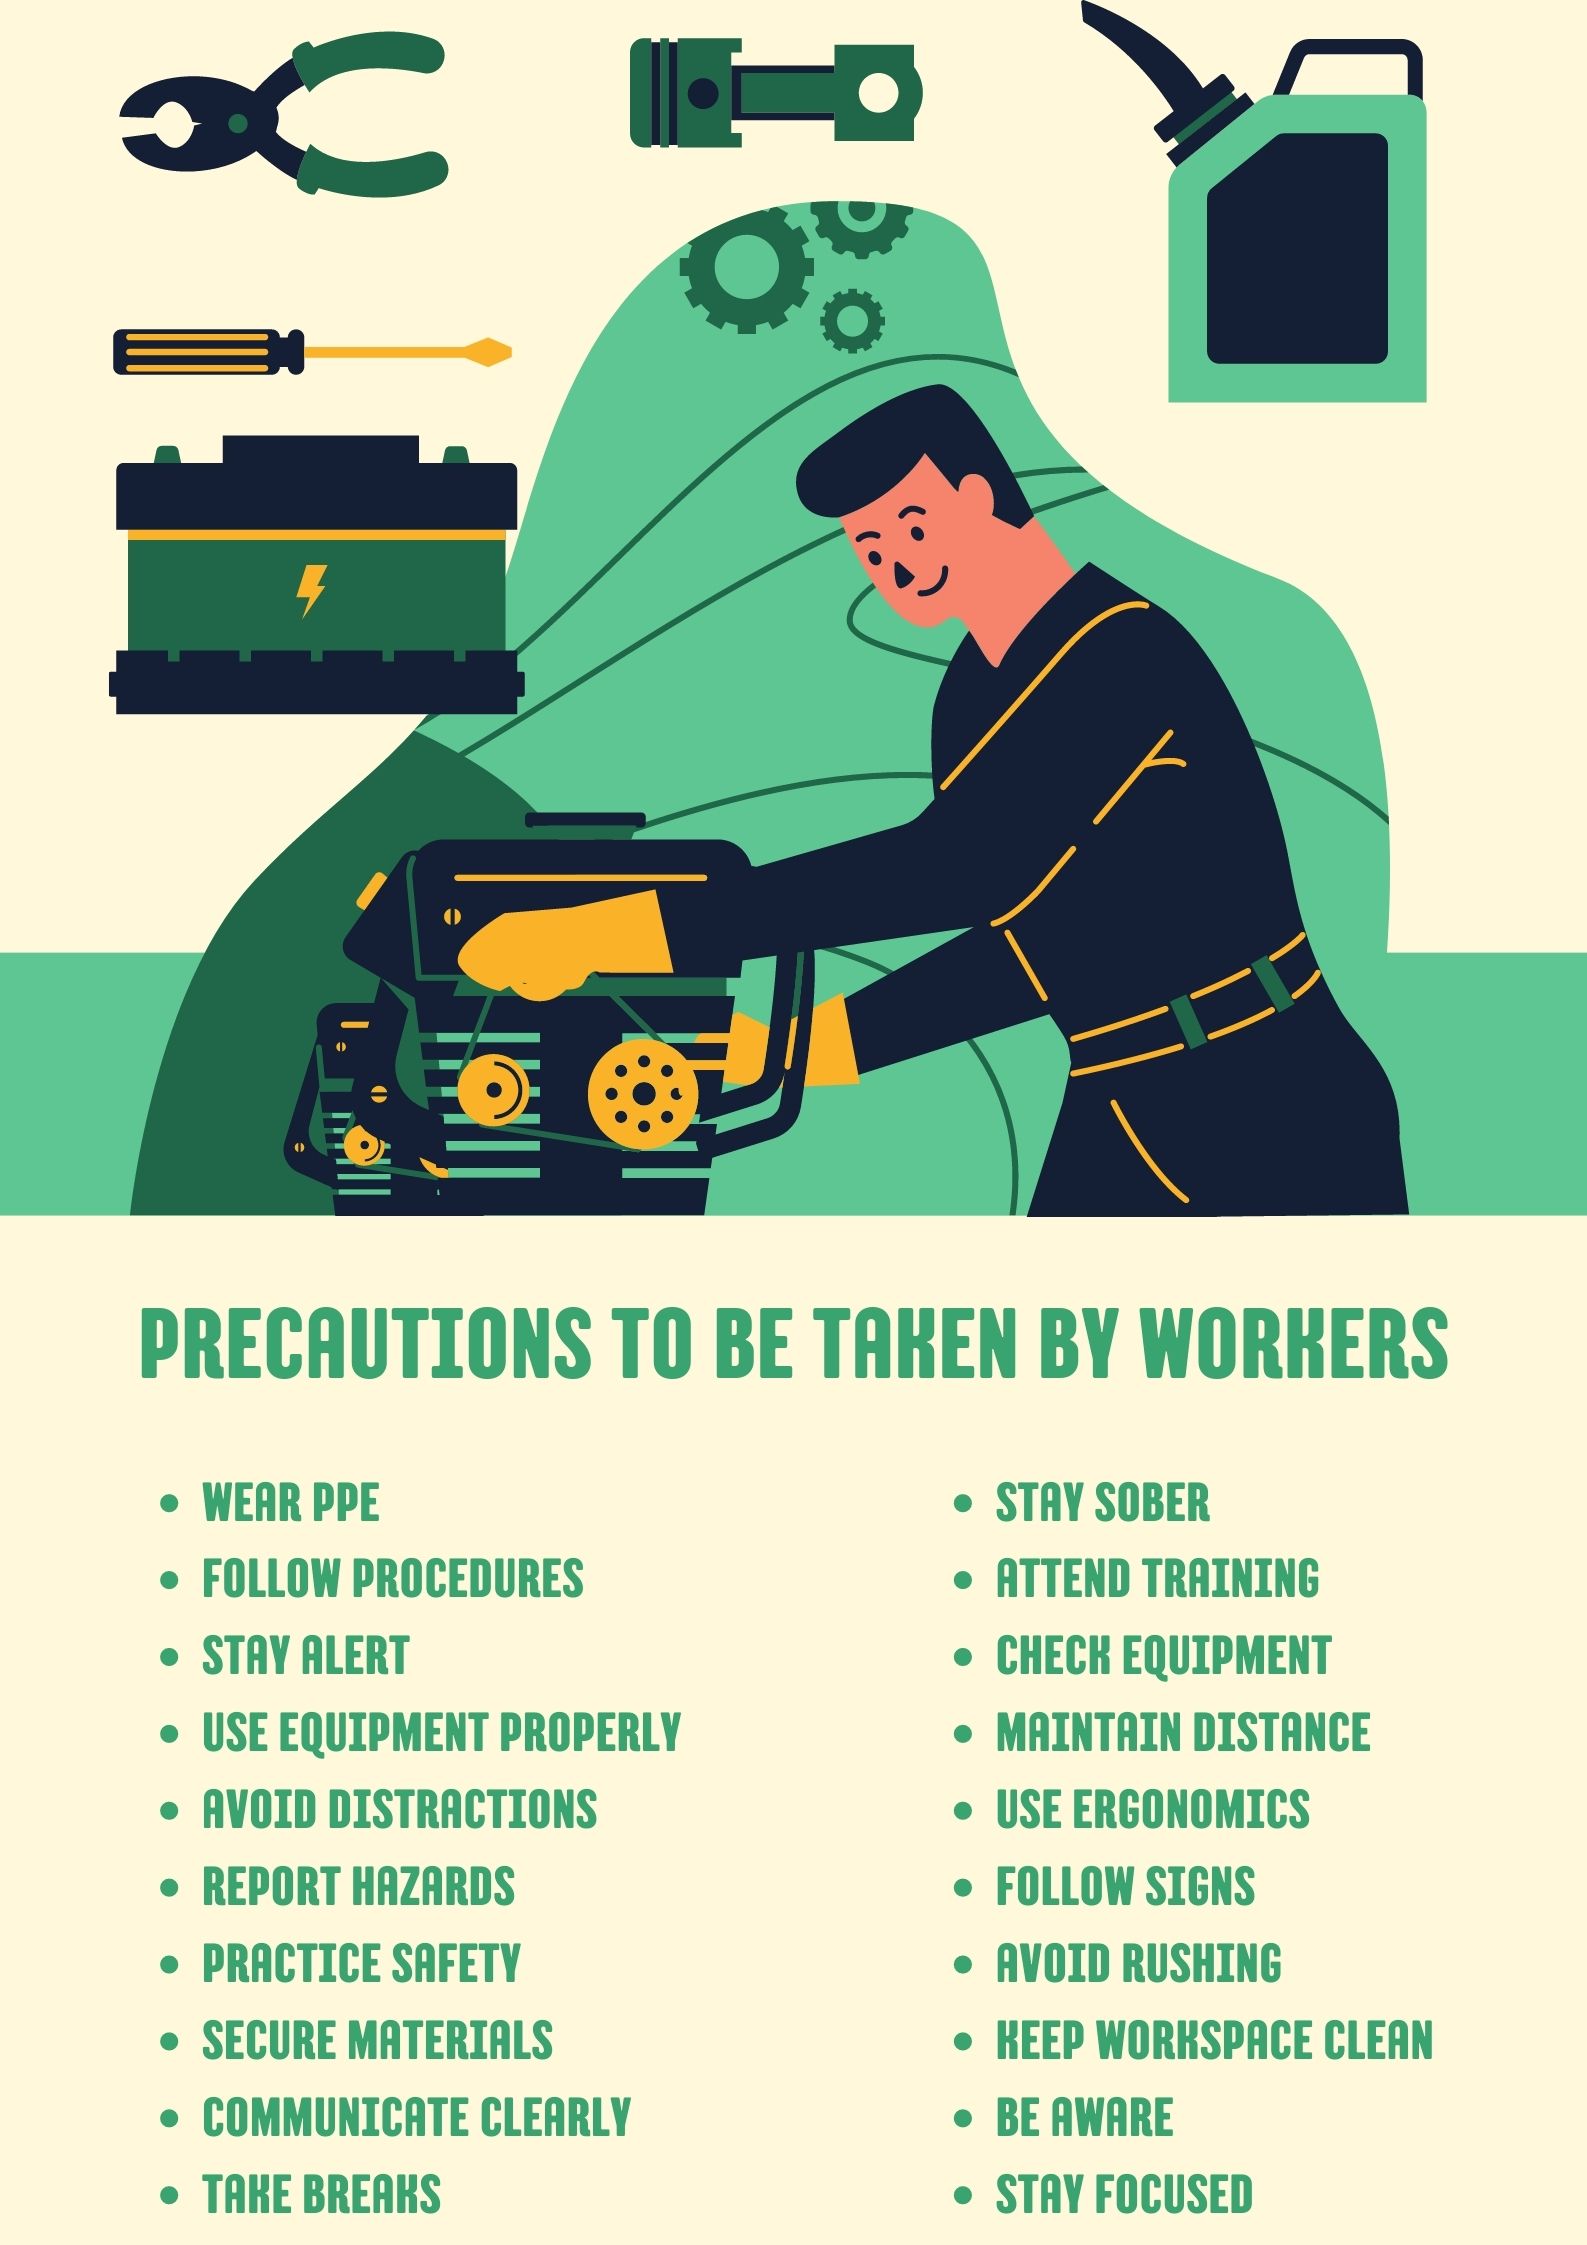 PRECAUTIONS TO BE TAKEN BY WORKERS
• WEAR PPE
• FOLLOW PROCEDURES
• STAY ALERT
• USE EQUIPMENT PROPERLY
• AVOID DISTRACTIONS
• REPORT HAZARDS
• PRACTICE SAFETY
• SECURE MATERIALS
• COMMUNICATE CLEARLY
• TAKE BREAKS
• STAY SOBER
• ATTEND TRAINING
• CHECK EQUIPMENT
• MAINTAIN DISTANCE
• USE ERGONOMICS
• FOLLOW SIGNS
• AVOID RUSHING
• KEEP WORKSPACE CLEAN
• BE AWARE
• STAY FOCUSED